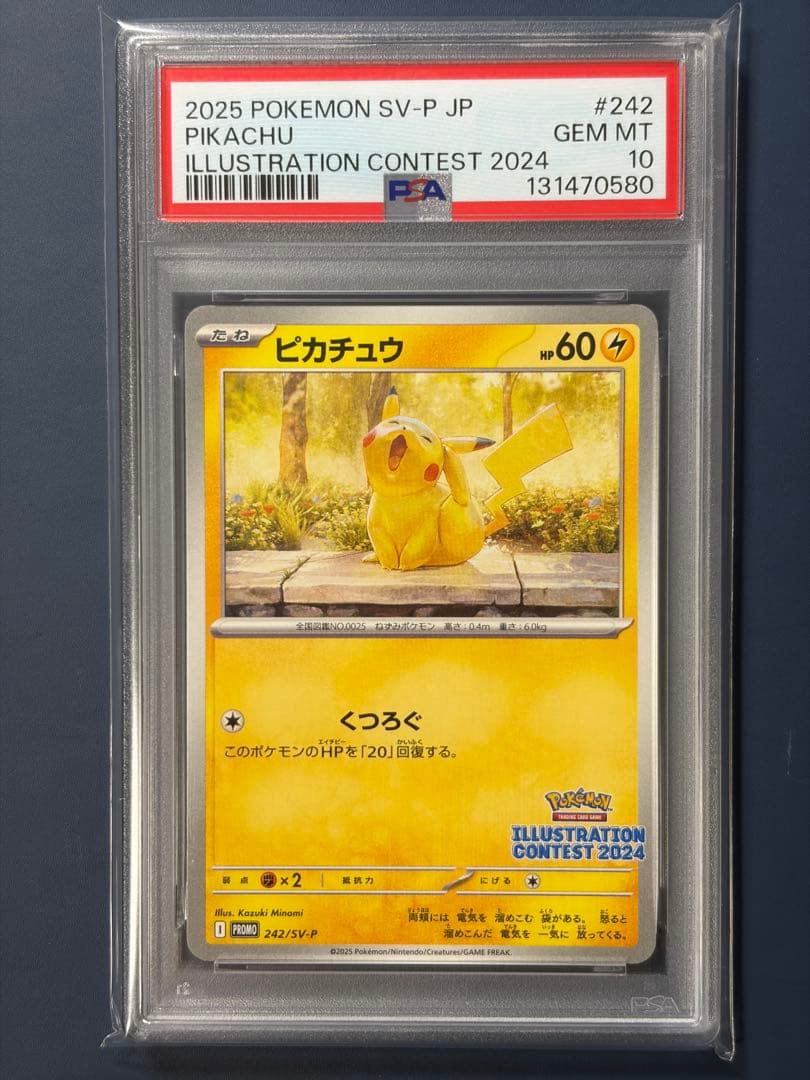 2025 POKEMON SV-P JP #242
PIKACHU GEM MT
ILLUSTRATION CONTEST 2024 10
PSA 131470580
たね ピカチュウ HP60
全国図鑑NO.0025 ねずみポケモン 高さ:0.4m 重さ:6.0kg
くつろぐ
このポケモンのHPを「20」回復する。
Pokémon
TRADING CARD GAME
ILLUSTRATION
CONTEST 2024
弱点 ×2 抵抗力 にげる
Illus. Kazuki Minami
両頬には 電気を 溜めこむ 袋がある。 怒ると
溜めこんだ 電気を 一気に 放ってくる。
I PROMO 242/SV-P
©2025 Pokémon/Nintendo/Creatures/GAME FREAK.
PSA